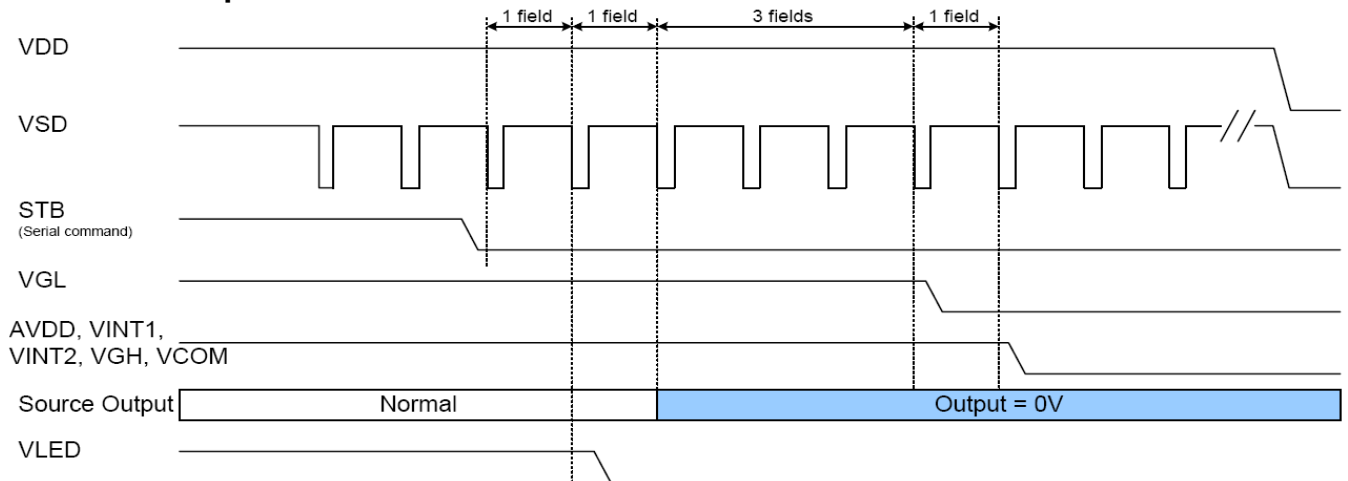 1 field 1 field 3 fields 1 field
VDD
VSD
STB
(Serial command)
VGL
AVDD, VINT1,
VINT2, VGH, VCOM
Source Output Normal Output = 0V
VLED